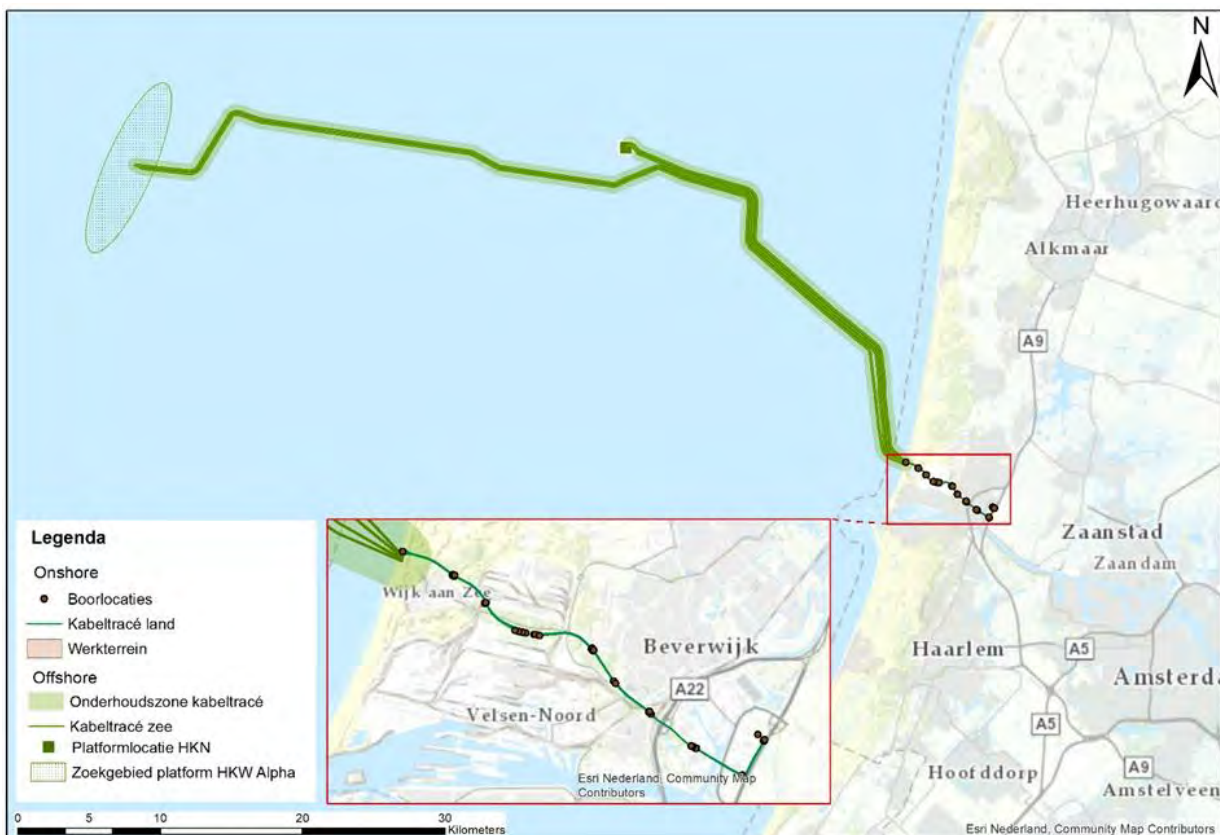 N
Heerhugowaard
Alkmaar
A9
Zaanstad
Zaandam
Haarlem
A5
Amsterda
A5
Hoofddorp
A9
Amstelveen
Esri Nederland, Community Map Contributors
Wijk aan Zee
Beverwijk
A22
Velsen-Noord
Esri Nederland, Community Map
Contributors
Legenda
Onshore
Boorlocaties
Kabeltracé land
Werkterrein
Offshore
Onderhoudszone kabeltracé
Kabeltracé zee
Platformlocatie HKN
Zoekgebied platform HKW Alpha
0 5 10 20 30
Kilometers